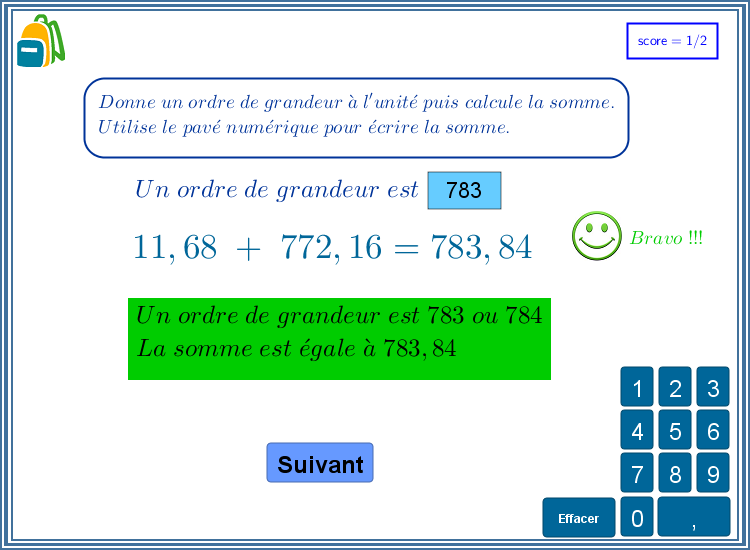 score = 1/2
Donne un ordre de grandeur à l'unité puis calcule la somme.
Utilise le pavé numérique pour écrire la somme.
Un ordre de grandeur est 783
11,68 + 772,16 = 783,84
Bravo !!!
Un ordre de grandeur est 783 ou 784
La somme est égale à 783,84
1 2 3
4 5 6
7 8 9
Suivant
Effacer 0 ,